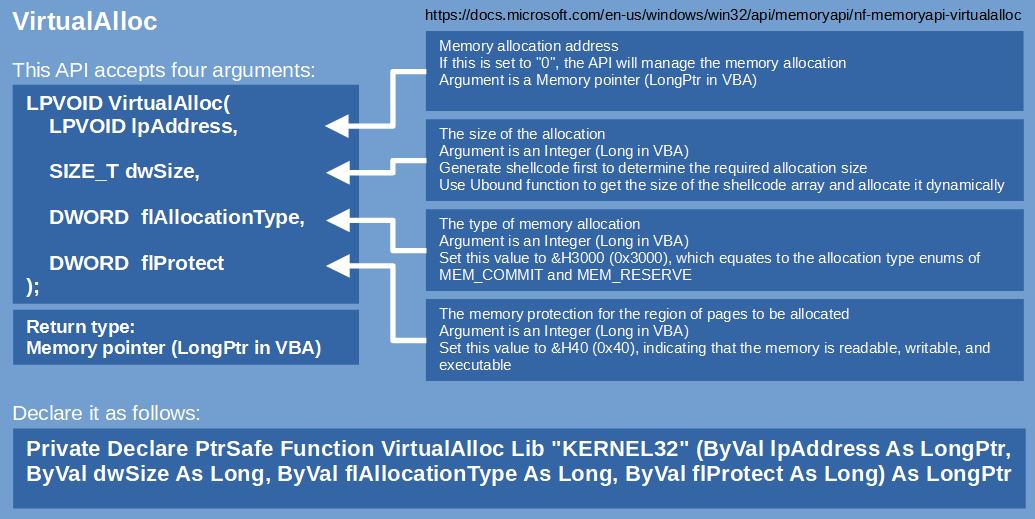 VirtualAlloc
https://docs.microsoft.com/en-us/windows/win32/api/memoryapi/nf-memoryapi-virtualalloc
This API accepts four arguments:
LPVOID VirtualAlloc(
LPVOID lpAddress,
SIZE_T dwSize,
DWORD flAllocationType,
DWORD flProtect
);
Return type:
Memory pointer (LongPtr in VBA)
Memory allocation address
If this is set to "0", the API will manage the memory allocation
Argument is a Memory pointer (LongPtr in VBA)
The size of the allocation
Argument is an Integer (Long in VBA)
Generate shellcode first to determine the required allocation size
Use Ubound function to get the size of the shellcode array and allocate it dynamically
The type of memory allocation
Argument is an Integer (Long in VBA)
Set this value to &H3000 (0x3000), which equates to the allocation type enums of
MEM_COMMIT and MEM_RESERVE
The memory protection for the region of pages to be allocated
Argument is an Integer (Long in VBA)
Set this value to &H40 (0x40), indicating that the memory is readable, writable, and
executable
Declare it as follows:
Private Declare PtrSafe Function VirtualAlloc Lib "KERNEL32" (ByVal lpAddress As LongPtr,
ByVal dwSize As Long, ByVal flAllocationType As Long, ByVal flProtect As Long) As LongPtr